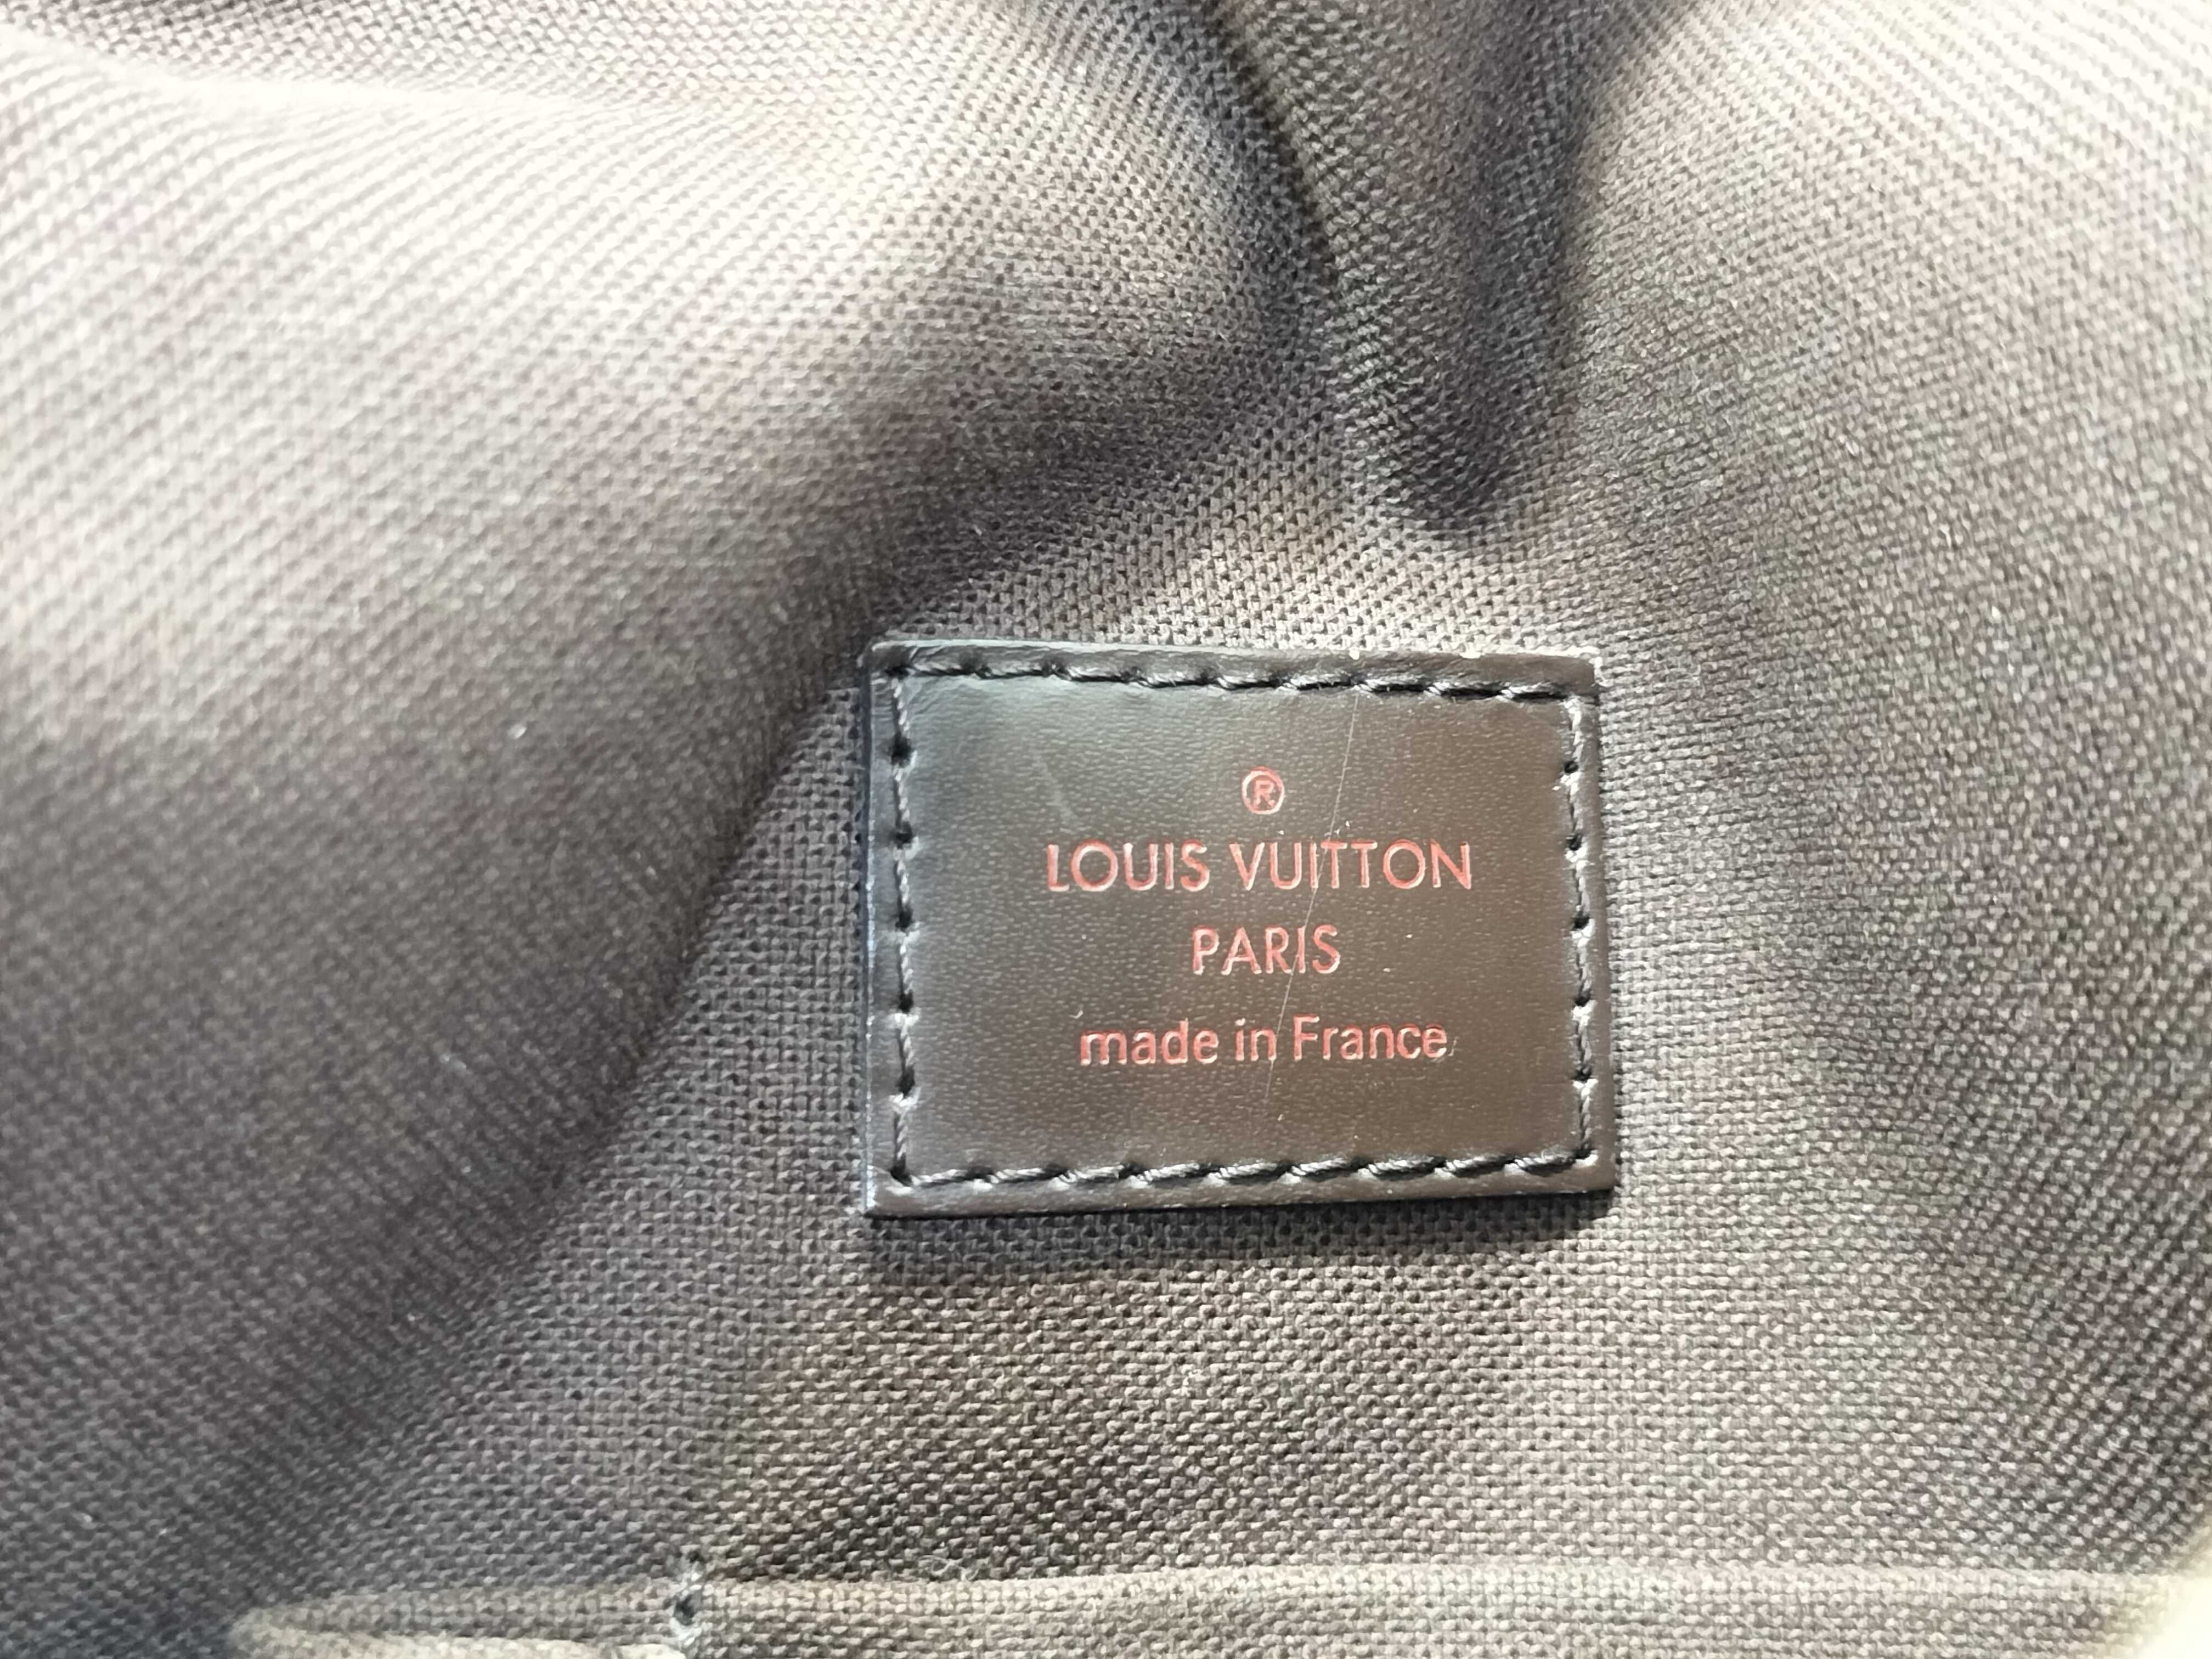 ®
LOUIS VUITTON
PARIS
made in France